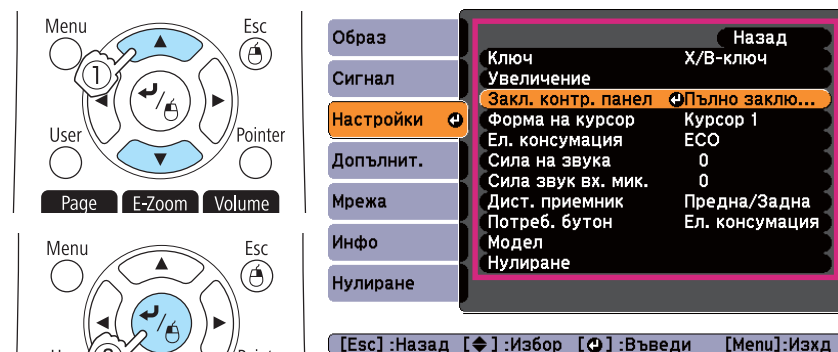 Menu Esc
1
User Pointer
Page E-Zoom Volume
Menu Esc
Образ
Сигнал
Настройки
Допълнит.
Мрежа
Инфо
Нулиране
Назад
Ключ X/В-ключ
Увеличение
Закл. контр. панел Пълно заклю...
Форма на курсор Курсор 1
Ел. консумация ECO
Сила на звука 0
Сила звук вх. мик. 0
Дист. приемник Предна/Задна
Потреб. бутон Ел. консумация
Модел
Нулиране
[Esc] :Назад [◆] :Избор [⏎] :Въведи [Menu]:Изхд